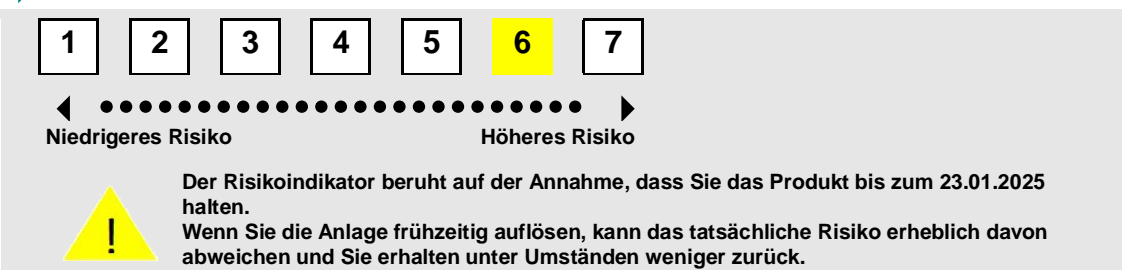 1 2 3 4 5 6 7
Niedrigeres Risiko Höheres Risiko
Der Risikoindikator beruht auf der Annahme, dass Sie das Produkt bis zum 23.01.2025
halten.
! Wenn Sie die Anlage frühzeitig auflösen, kann das tatsächliche Risiko erheblich davon
abweichen und Sie erhalten unter Umständen weniger zurück.